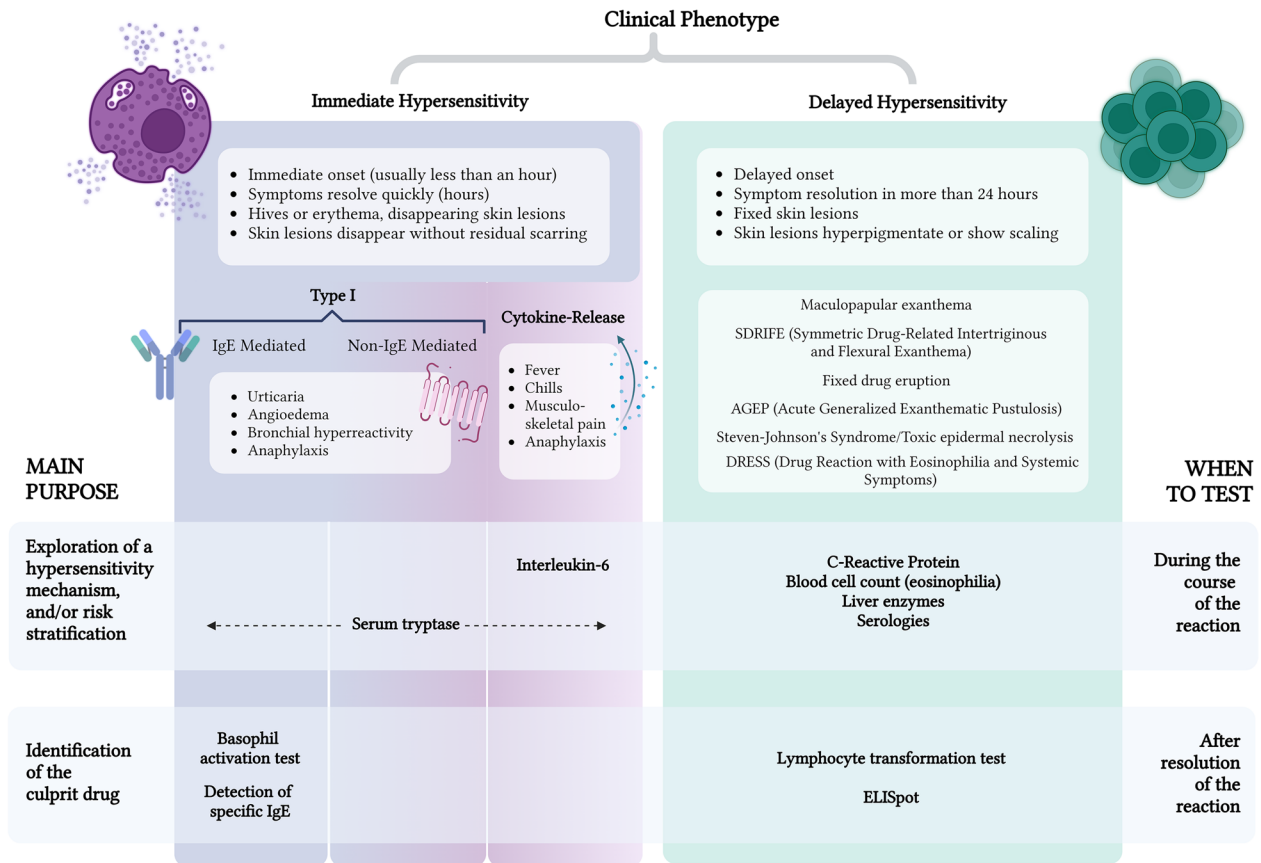 Clinical Phenotype
Immediate Hypersensitivity
• Immediate onset (usually less than an hour)
• Symptoms resolve quickly (hours)
• Hives or erythema, disappearing skin lesions
• Skin lesions disappear without residual scarring
Type I
IgE Mediated
Non-IgE Mediated
• Urticaria
• Angioedema
• Bronchial hyperreactivity
• Anaphylaxis
Cytokine-Release
• Fever
• Chills
• Musculo-
skeletal pain
• Anaphylaxis
Delayed Hypersensitivity
• Delayed onset
• Symptom resolution in more than 24 hours
• Fixed skin lesions
• Skin lesions hyperpigmentate or show scaling
Maculopapular exanthema
SDRIFE (Symmetric Drug-Related Intertriginous
and Flexural Exanthema)
Fixed drug eruption
AGEP (Acute Generalized Exanthematic Pustulosis)
Steven-Johnson's Syndrome/Toxic epidermal necrolysis
DRESS (Drug Reaction with Eosinophilia and Systemic
Symptoms)
MAIN
PURPOSE
WHEN
TO TEST
Exploration of a
hypersensitivity
mechanism,
and/or risk
stratification
Interleukin-6
Serum tryptase
C-Reactive Protein
Blood cell count (eosinophilia)
Liver enzymes
Serologies
During the
course
of the
reaction
Identification
of the
culprit drug
Basophil
activation test
Detection of
specific IgE
Lymphocyte transformation test
ELISpot
After
resolution
of the
reaction